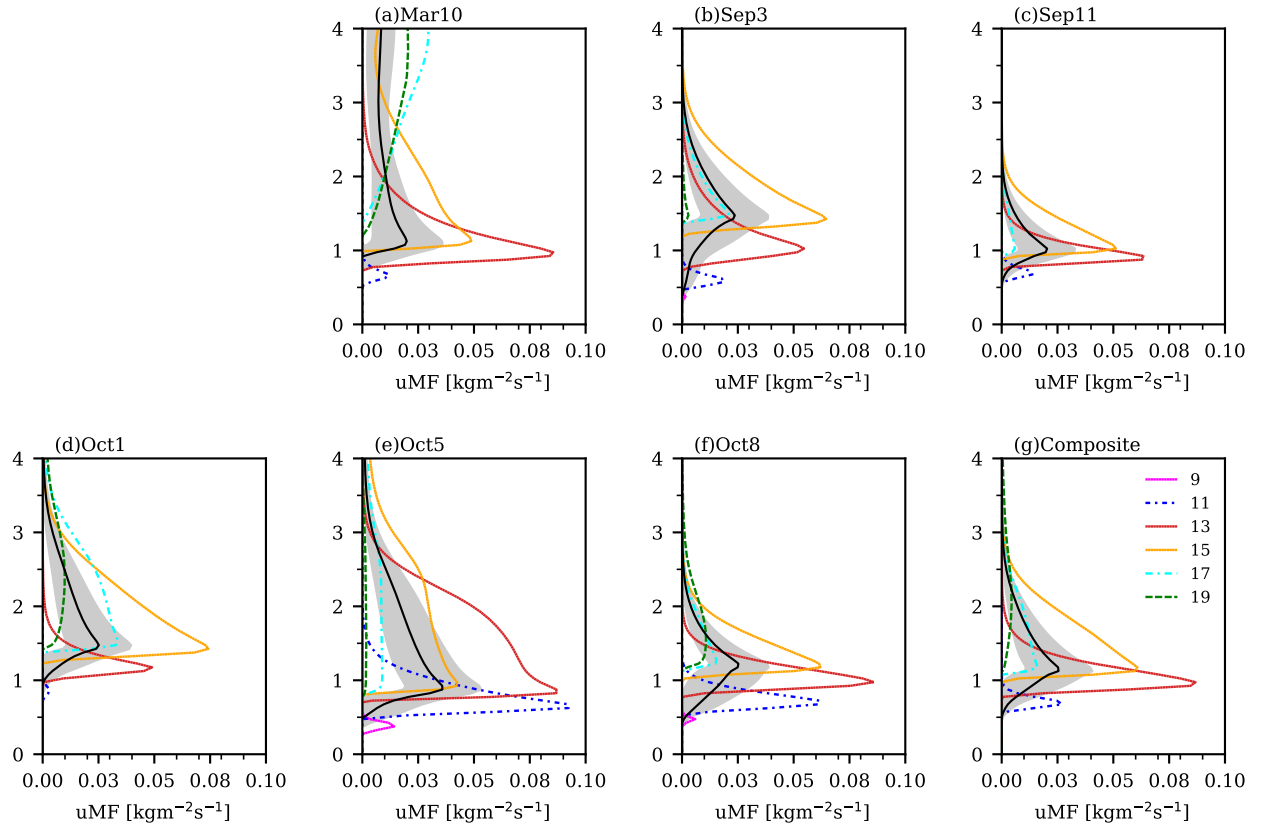 (a)Mar10 (b)Sep3 (c)Sep11
4 4 4
3 3 3
2 2 2
1 1 1
0 0 0
0.00 0.03 0.05 0.08 0.10 0.00 0.03 0.05 0.08 0.10 0.00 0.03 0.05 0.08 0.10
uMF [kgm−2s−1] uMF [kgm−2s−1] uMF [kgm−2s−1]
(d)Oct1 (e)Oct5 (f)Oct8 (g)Composite
4 4 4 4
9
11
3 3 3 3
13
15
17
19
2 2 2 2
1 1 1 1
0 0 0 0
0.00 0.03 0.05 0.08 0.10 0.00 0.03 0.05 0.08 0.10 0.00 0.03 0.05 0.08 0.10 0.00 0.03 0.05 0.08 0.10
uMF [kgm−2s−1] uMF [kgm−2s−1] uMF [kgm−2s−1] uMF [kgm−2s−1]